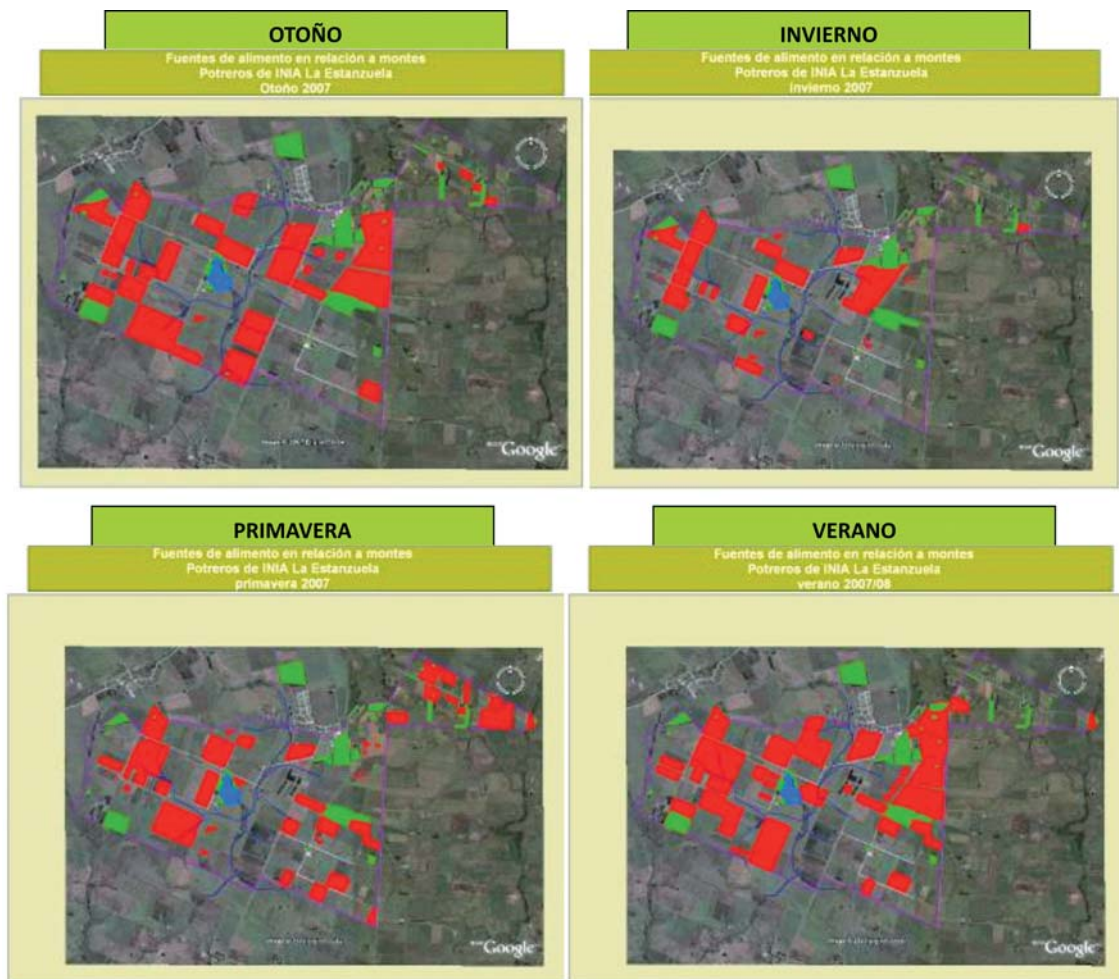 OTOÑO
Fuentes de alimento en relación a montes
Potreros de INIA La Estanzuela
Otoño 2007
Google
INVIERNO
Fuentes de alimento en relación a montes
Potreros de INIA La Estanzuela
invierno 2007
Google
PRIMAVERA
Fuentes de alimento en relación a montes
Potreros de INIA La Estanzuela
primavera 2007
Google
VERANO
Fuentes de alimento en relación a montes
Potreros de INIA La Estanzuela
verano 2007/08
Google